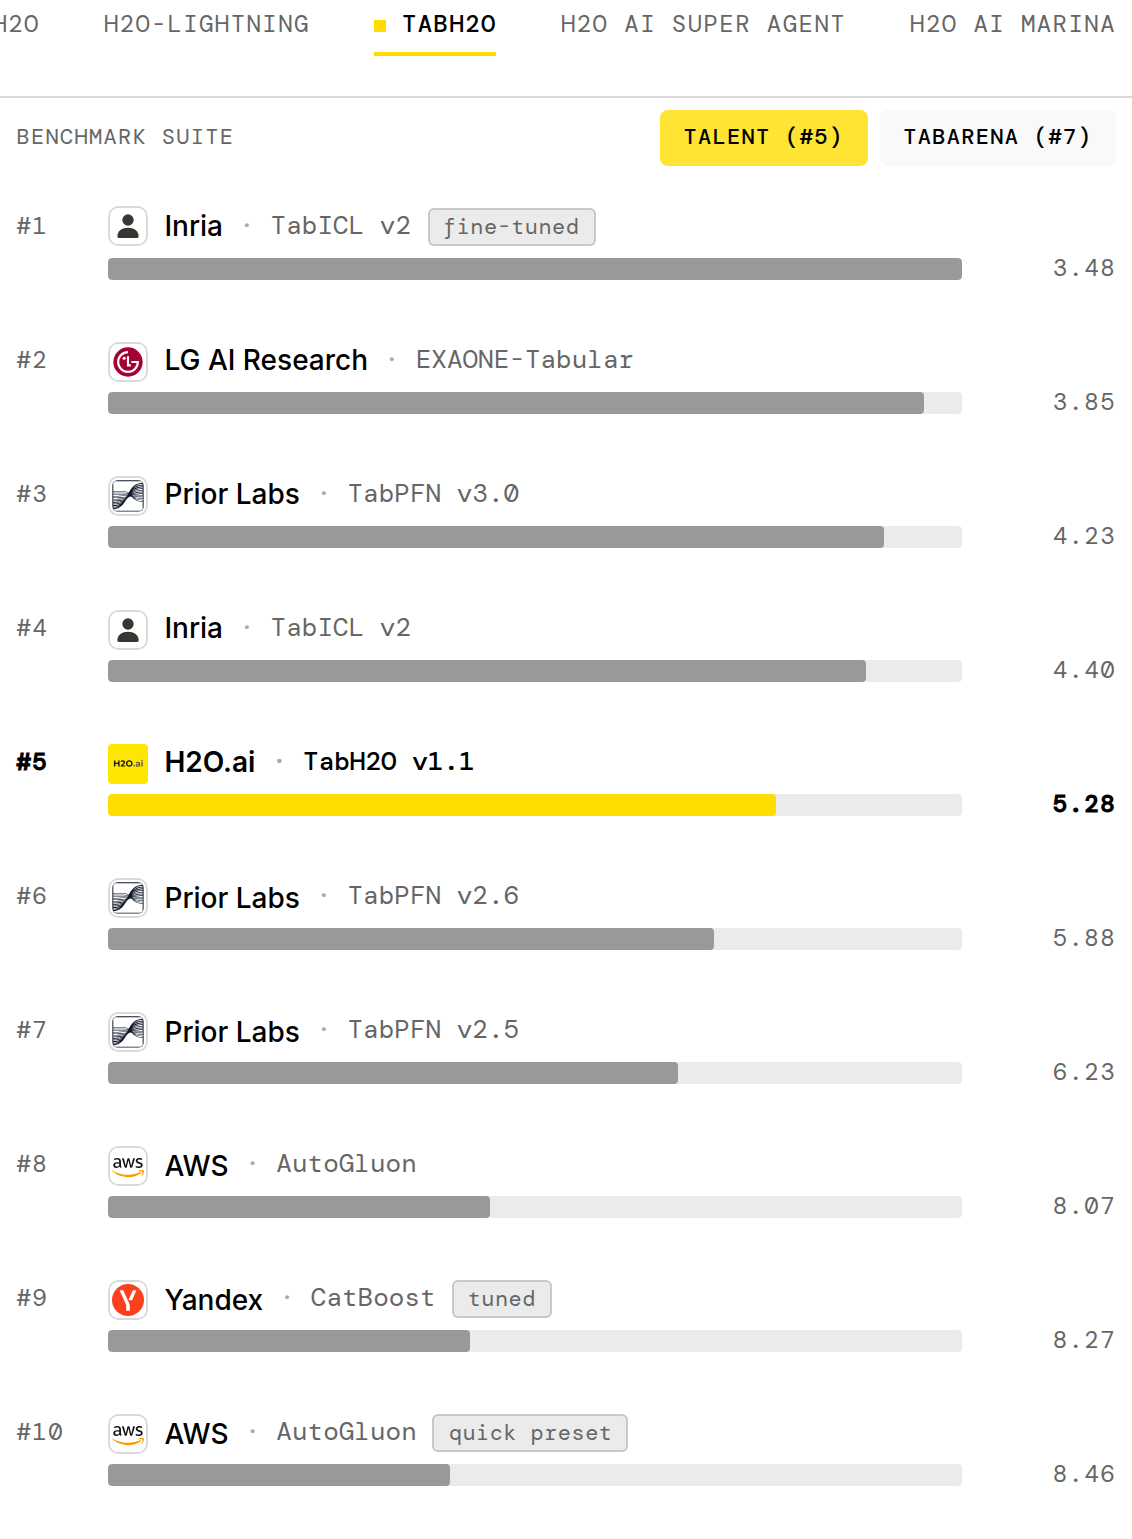 H2O H2O-LIGHTNING TABH2O H2O AI SUPER AGENT H2O AI MARINA
BENCHMARK SUITE TALENT (#5) TABARENA (#7)
#1 Inria · TabICL v2 fine-tuned
3.48
#2 LG AI Research · EXAONE-Tabular
3.85
#3 Prior Labs · TabPFN v3.0
4.23
#4 Inria · TabICL v2
4.40
#5 H2O.ai H2O.ai · TabH2O v1.1
5.28
#6 Prior Labs · TabPFN v2.6
5.88
#7 Prior Labs · TabPFN v2.5
6.23
#8 aws AWS · AutoGluon
8.07
#9 Yandex · CatBoost tuned
8.27
#10 aws AWS · AutoGluon quick preset
8.46